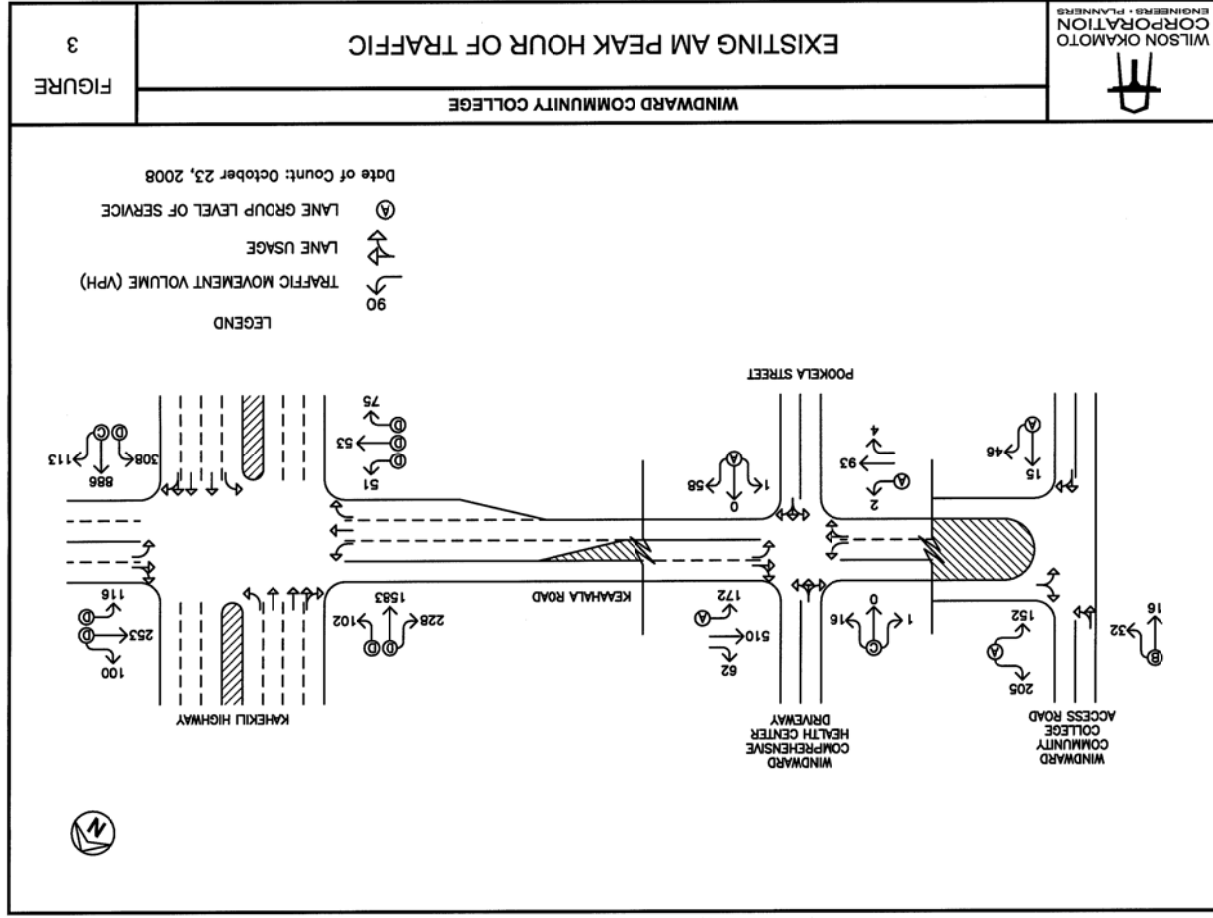 N
WINDWARD
COMMUNITY
COLLEGE
ACCESS ROAD
WINDWARD
COMPREHENSIVE
HEALTH CENTER
DRIVEWAY
KAHEKILI HIGHWAY
205
152
A
B
32
16
1
0
16
C
62
510
172
A
228
1583
102
D D
100
253
116
D
D
KEAAHALA ROAD
15
46
A
2
93
4
A
1
0
58
A
51
53
75
D
D
D
308
886
113
D C
POOKELA STREET
LEGEND
90
TRAFFIC MOVEMENT VOLUME (VPH)
LANE USAGE
A LANE GROUP LEVEL OF SERVICE
Date of Count: October 23, 2008
WILSON OKAMOTO
CORPORATION
ENGINEERS · PLANNERS
WINDWARD COMMUNITY COLLEGE
EXISTING AM PEAK HOUR OF TRAFFIC
FIGURE
3